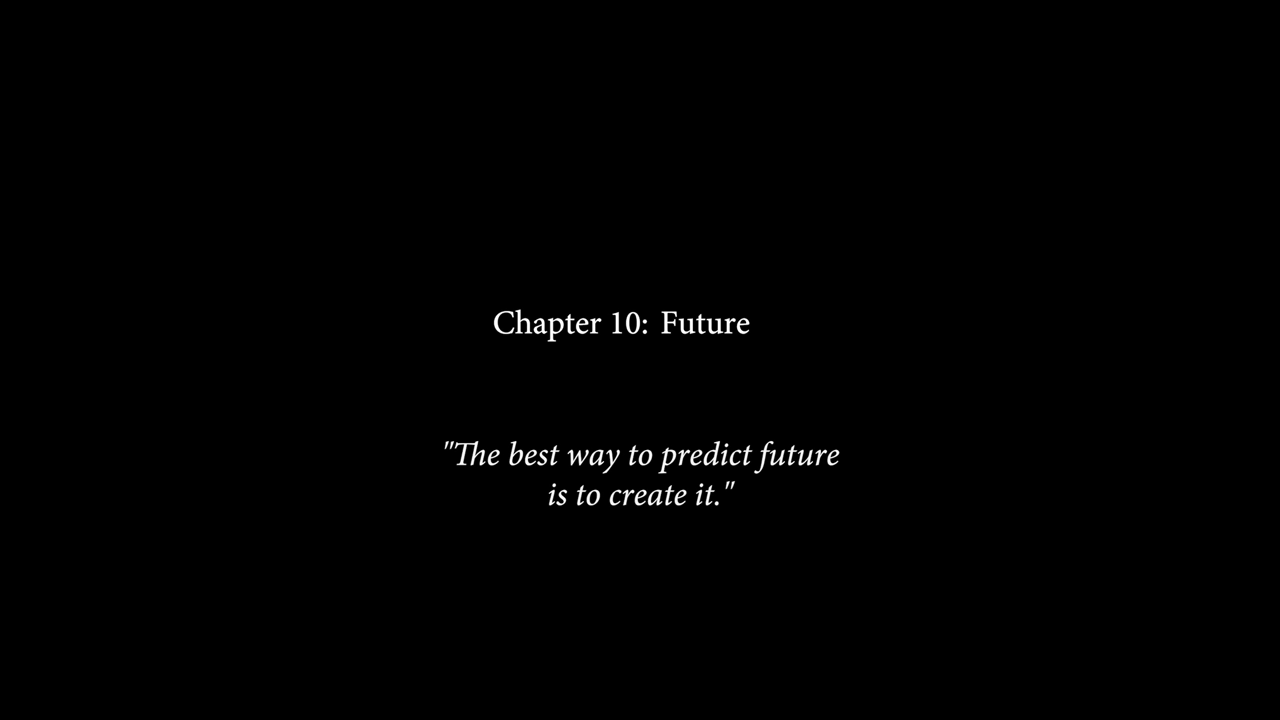 Chapter 10: Future
"The best way to predict future
is to create it."